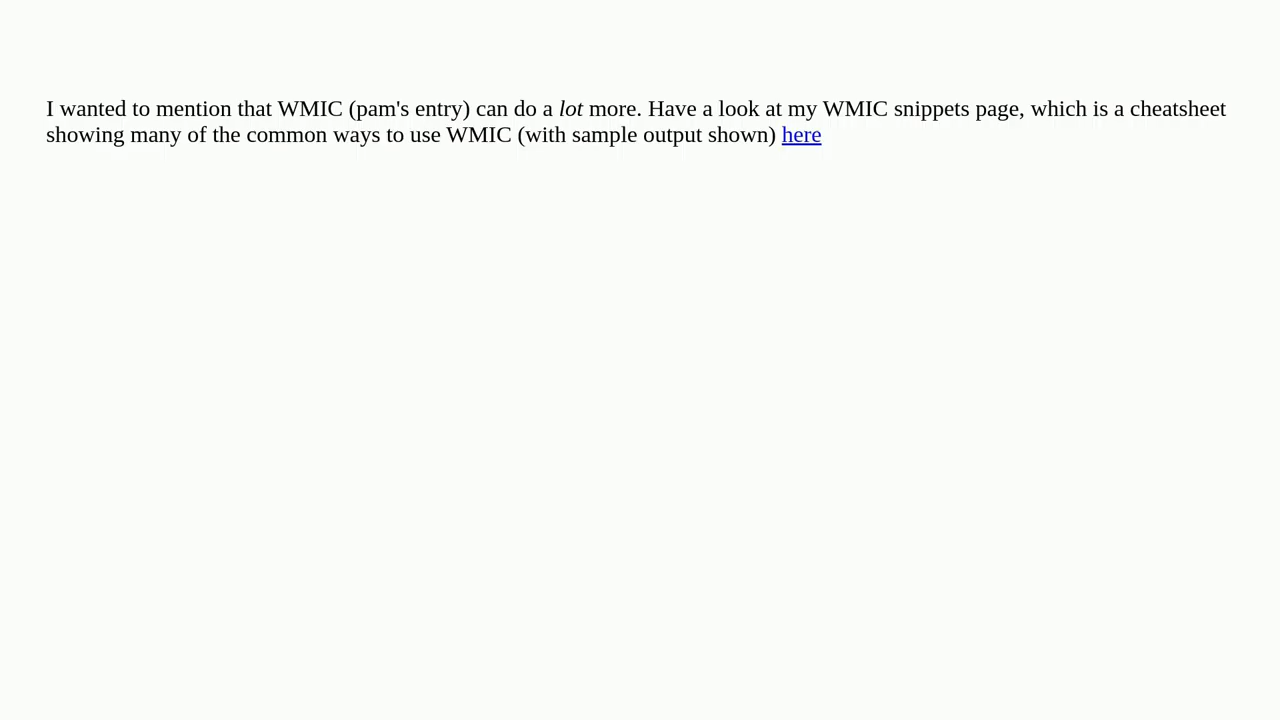 I wanted to mention that WMIC (pam's entry) can do a lot more. Have a look at my WMIC snippets page, which is a cheatsheet
showing many of the common ways to use WMIC (with sample output shown) here